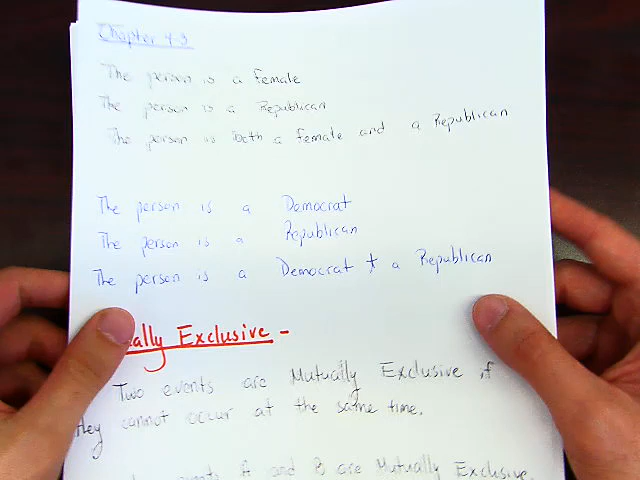 Chapter 4-3
The person is a female
The person is a Republican
The person is both a female and a Republican
The person is a Democrat
The person is a Republican
The person is a Democrat + a Republican
ally Exclusive -
Two events are Mutually Exclusive if
they cannot occur at the same time.
events A and B are Mutually Exclusive,